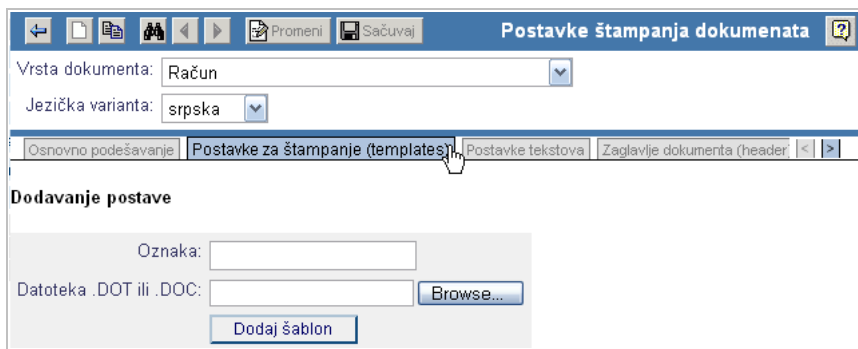 Promeni Sačuvaj Postavke štampanja dokumenata
Vrsta dokumenta: Račun
Jezička varianta: srpska
Osnovno podešavanje Postavke za štampanje (templates) Postavke tekstova Zaglavlje dokumenta (header) < >
Dodavanje postave
Oznaka:
Datoteka .DOT ili .DOC: Browse...
Dodaj šablon